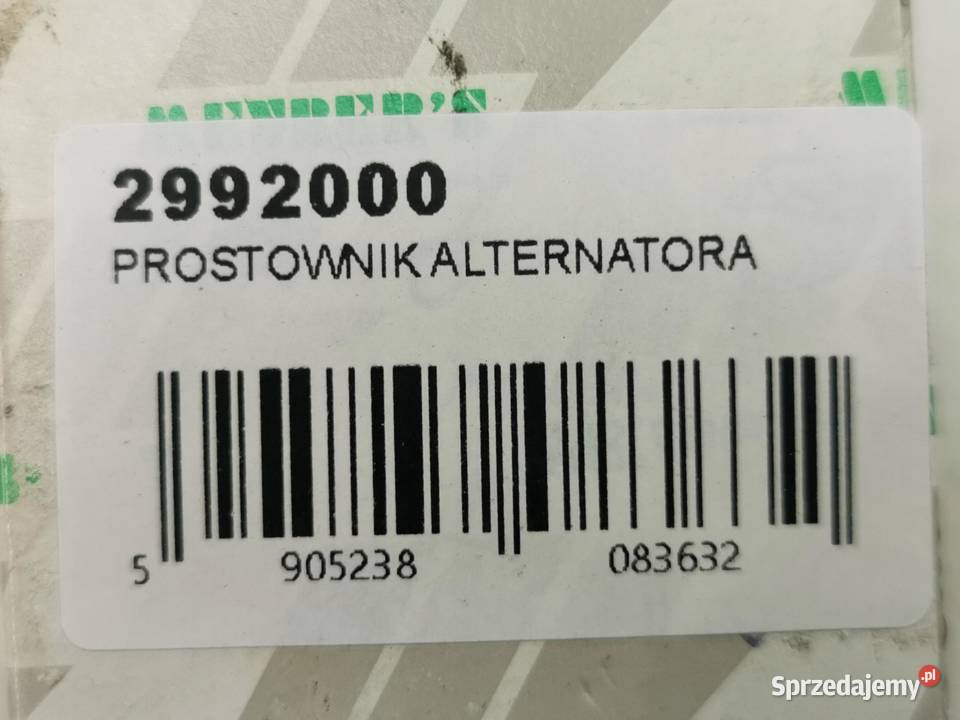 2992000
PROSTOWNIK ALTERNATORA
5 905238 083632
Sprzedajemy.pl